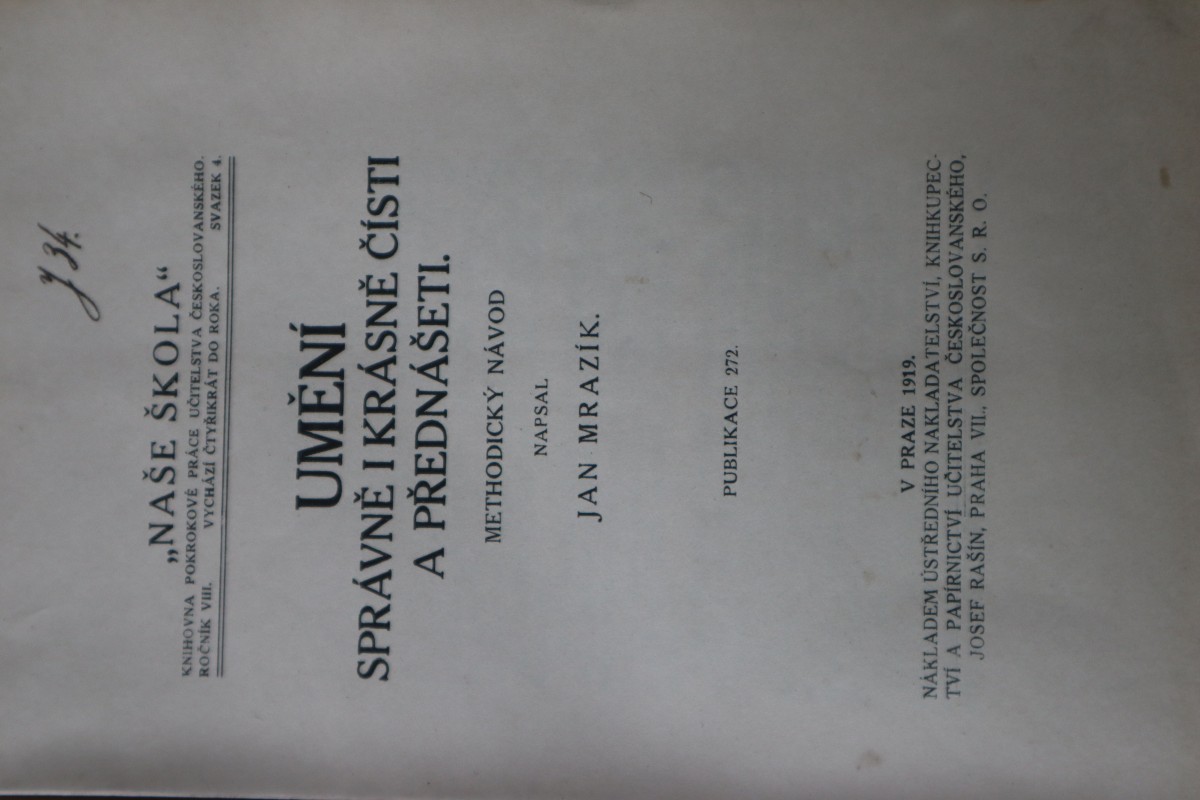 y 34.
„NAŠE ŠKOLA“
KNIHOVNA POKROKOVÉ PRÁCE UČITELSTVA ČESKOSLOVANSKÉHO.
ROČNÍK VIII. VYCHÁZÍ ČTYŘIKRÁT DO ROKA. SVAZEK 4.
UMĚNÍ
SPRÁVNĚ I KRÁSNĚ ČÍSTI
A PŘEDNÁŠETI.
METHODICKÝ NÁVOD
NAPSAL
JAN MRAZÍK.
PUBLIKACE 272.
V PRAZE 1919.
NÁKLADEM ÚSTŘEDNÍHO NAKLADATELSTVÍ, KNIHKUPEC-
TVÍ A PAPÍRNICTVÍ UČITELSTVA ČESKOSLOVANSKÉHO,
JOSEF RAŠÍN, PRAHA VII., SPOLEČNOST S. R. O.